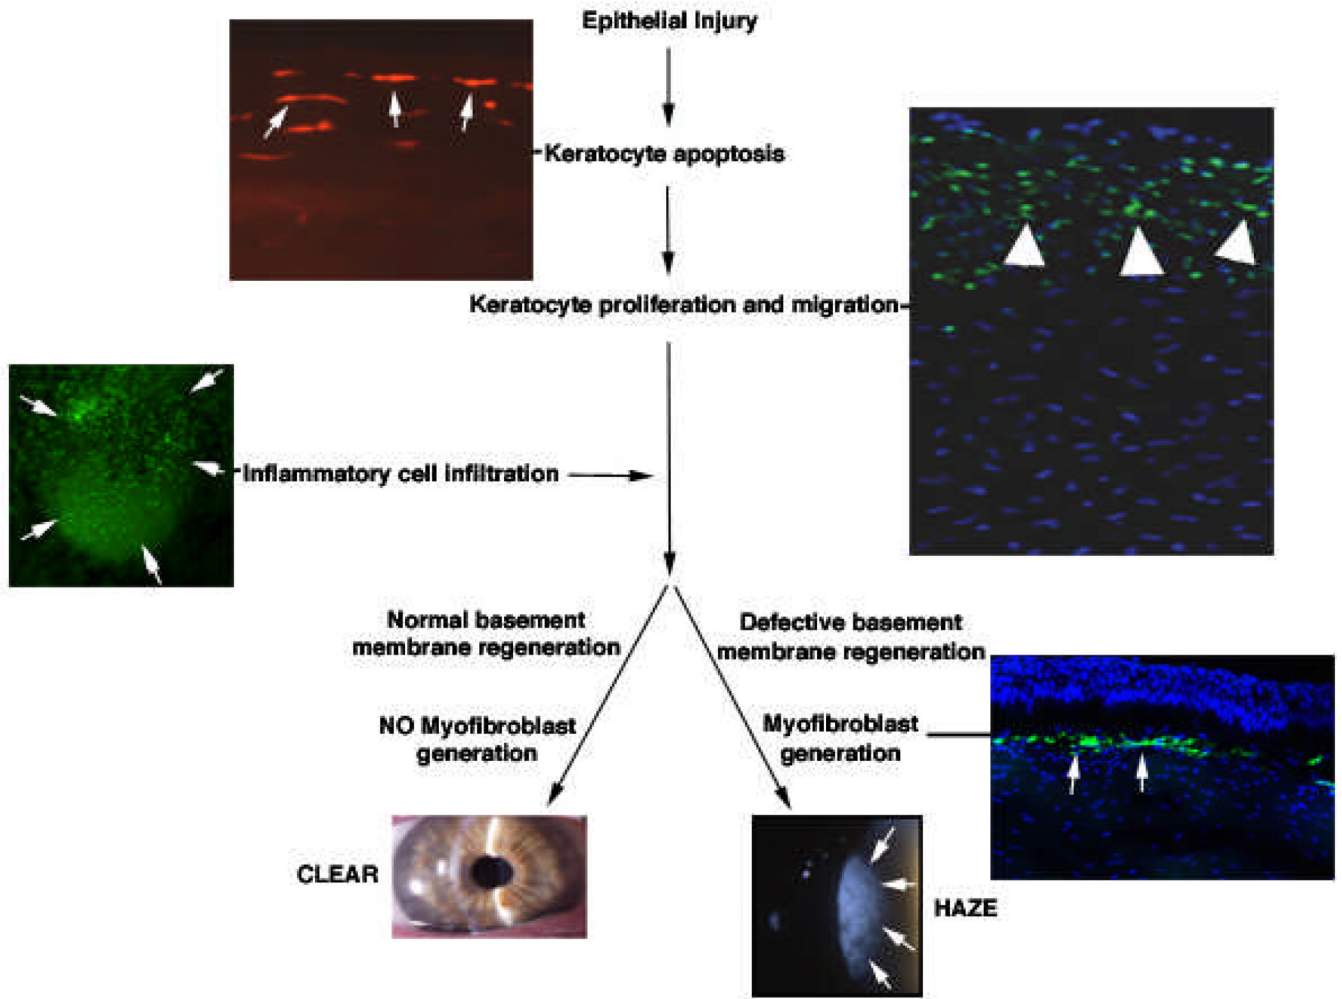 Epithelial Injury
Keratocyte apoptosis
Keratocyte proliferation and migration
Inflammatory cell infiltration
Normal basement
membrane regeneration
Defective basement
membrane regeneration
NO Myofibroblast
generation
Myofibroblast
generation
CLEAR
HAZE